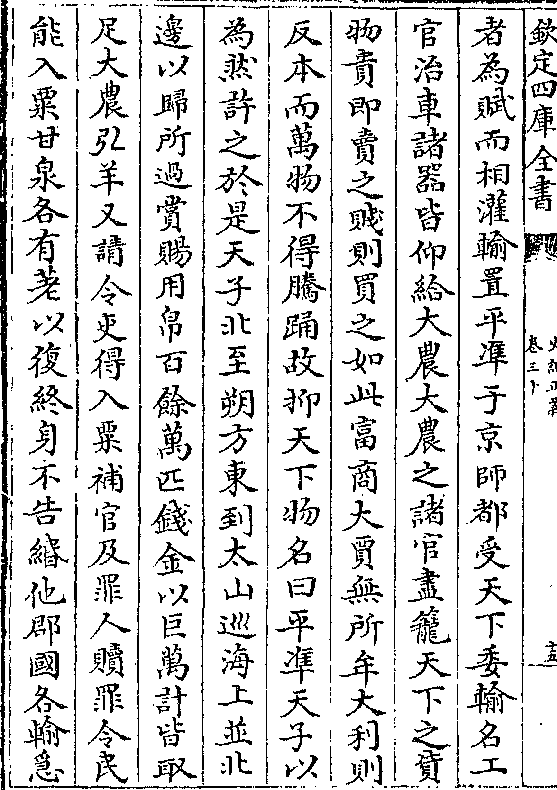 欽定四庫全書
史記正義
卷三十
者為賦而相灌輸置平準于京師都受天下委輸名工
官治車諸器皆仰給大農大農之諸官盡籠天下之貨
物貴即賣之賤則買之如此富商大賈無所牟大利則
反本而萬物不得騰踊故抑天下物名曰平準天子以
為然許之於是天子北至朔方東到太山巡海上並北
邊以歸所過賞賜用帛百餘萬匹錢金以巨萬計皆取
足大農弘羊又請令吏得入粟補官及罪人贖罪令民
能入粟甘泉各有差以復終身不告緡他郡國各輸急